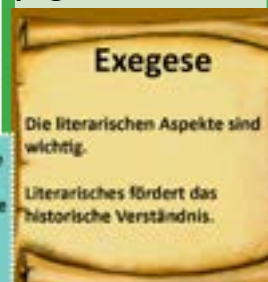 Exegese
Die literarischen Aspekte sind
wichtig.
Literarisches fördert das
historische Verständnis.